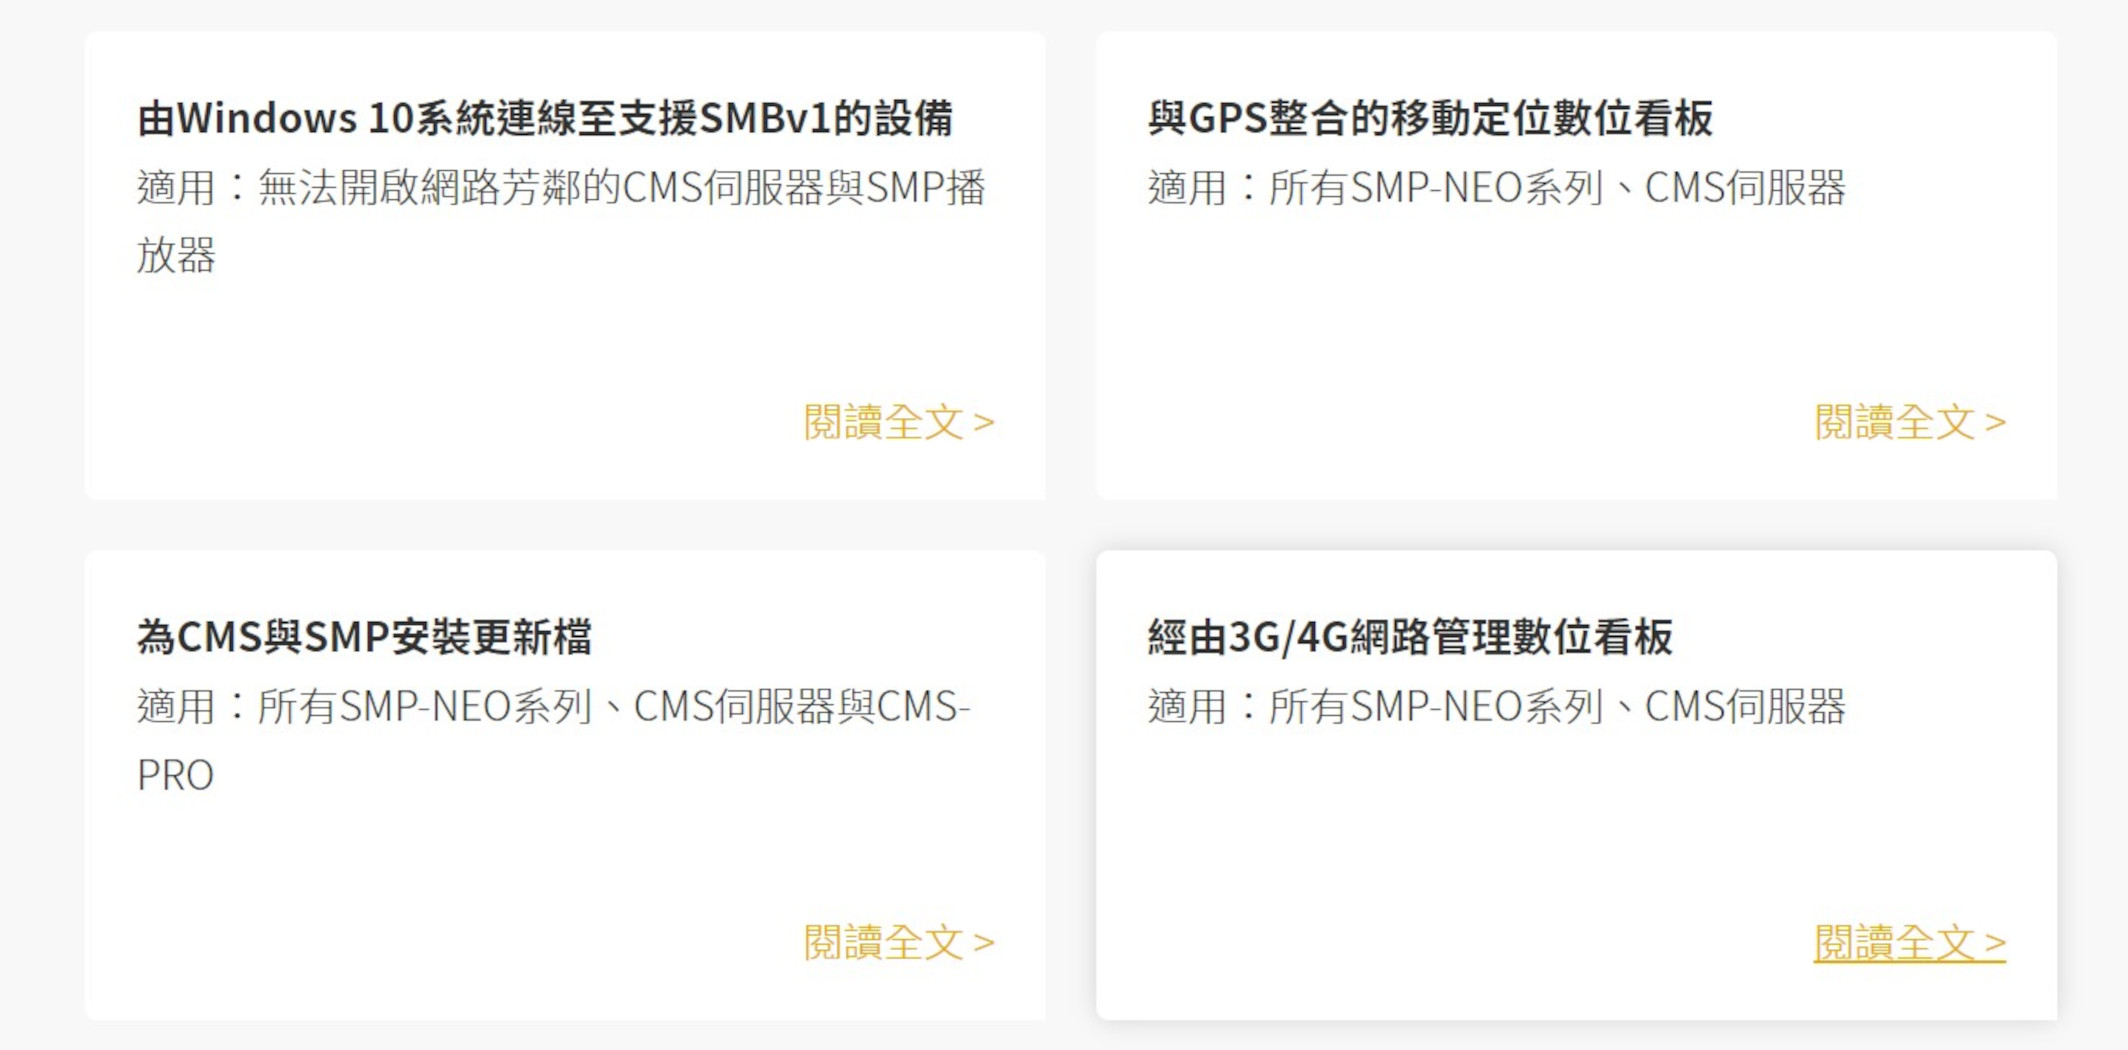 由Windows 10系統連線至支援SMBv1的設備
適用：無法開啟網路芳鄰的CMS伺服器與SMP播
放器
閱讀全文 >
與GPS整合的移動定位數位看板
適用：所有SMP-NEO系列、CMS伺服器
閱讀全文 >
為CMS與SMP安裝更新檔
適用：所有SMP-NEO系列、CMS伺服器與CMS-
PRO
閱讀全文 >
經由3G/4G網路管理數位看板
適用：所有SMP-NEO系列、CMS伺服器
閱讀全文 >